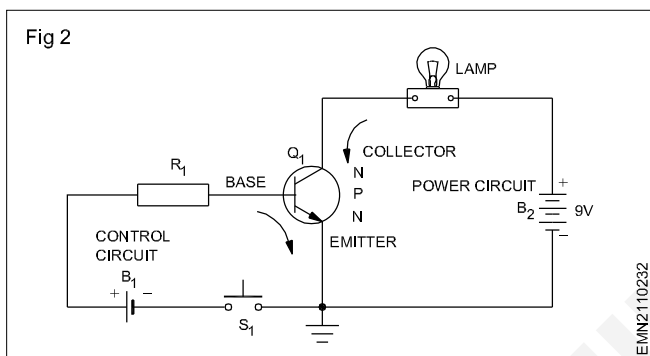 Fig 2
LAMP
Q1
COLLECTOR
R1
BASE
N
P
N
POWER CIRCUIT
+
B2
9V
–
EMITTER
CONTROL
CIRCUIT
B1
+
–
S1
EMN2110232